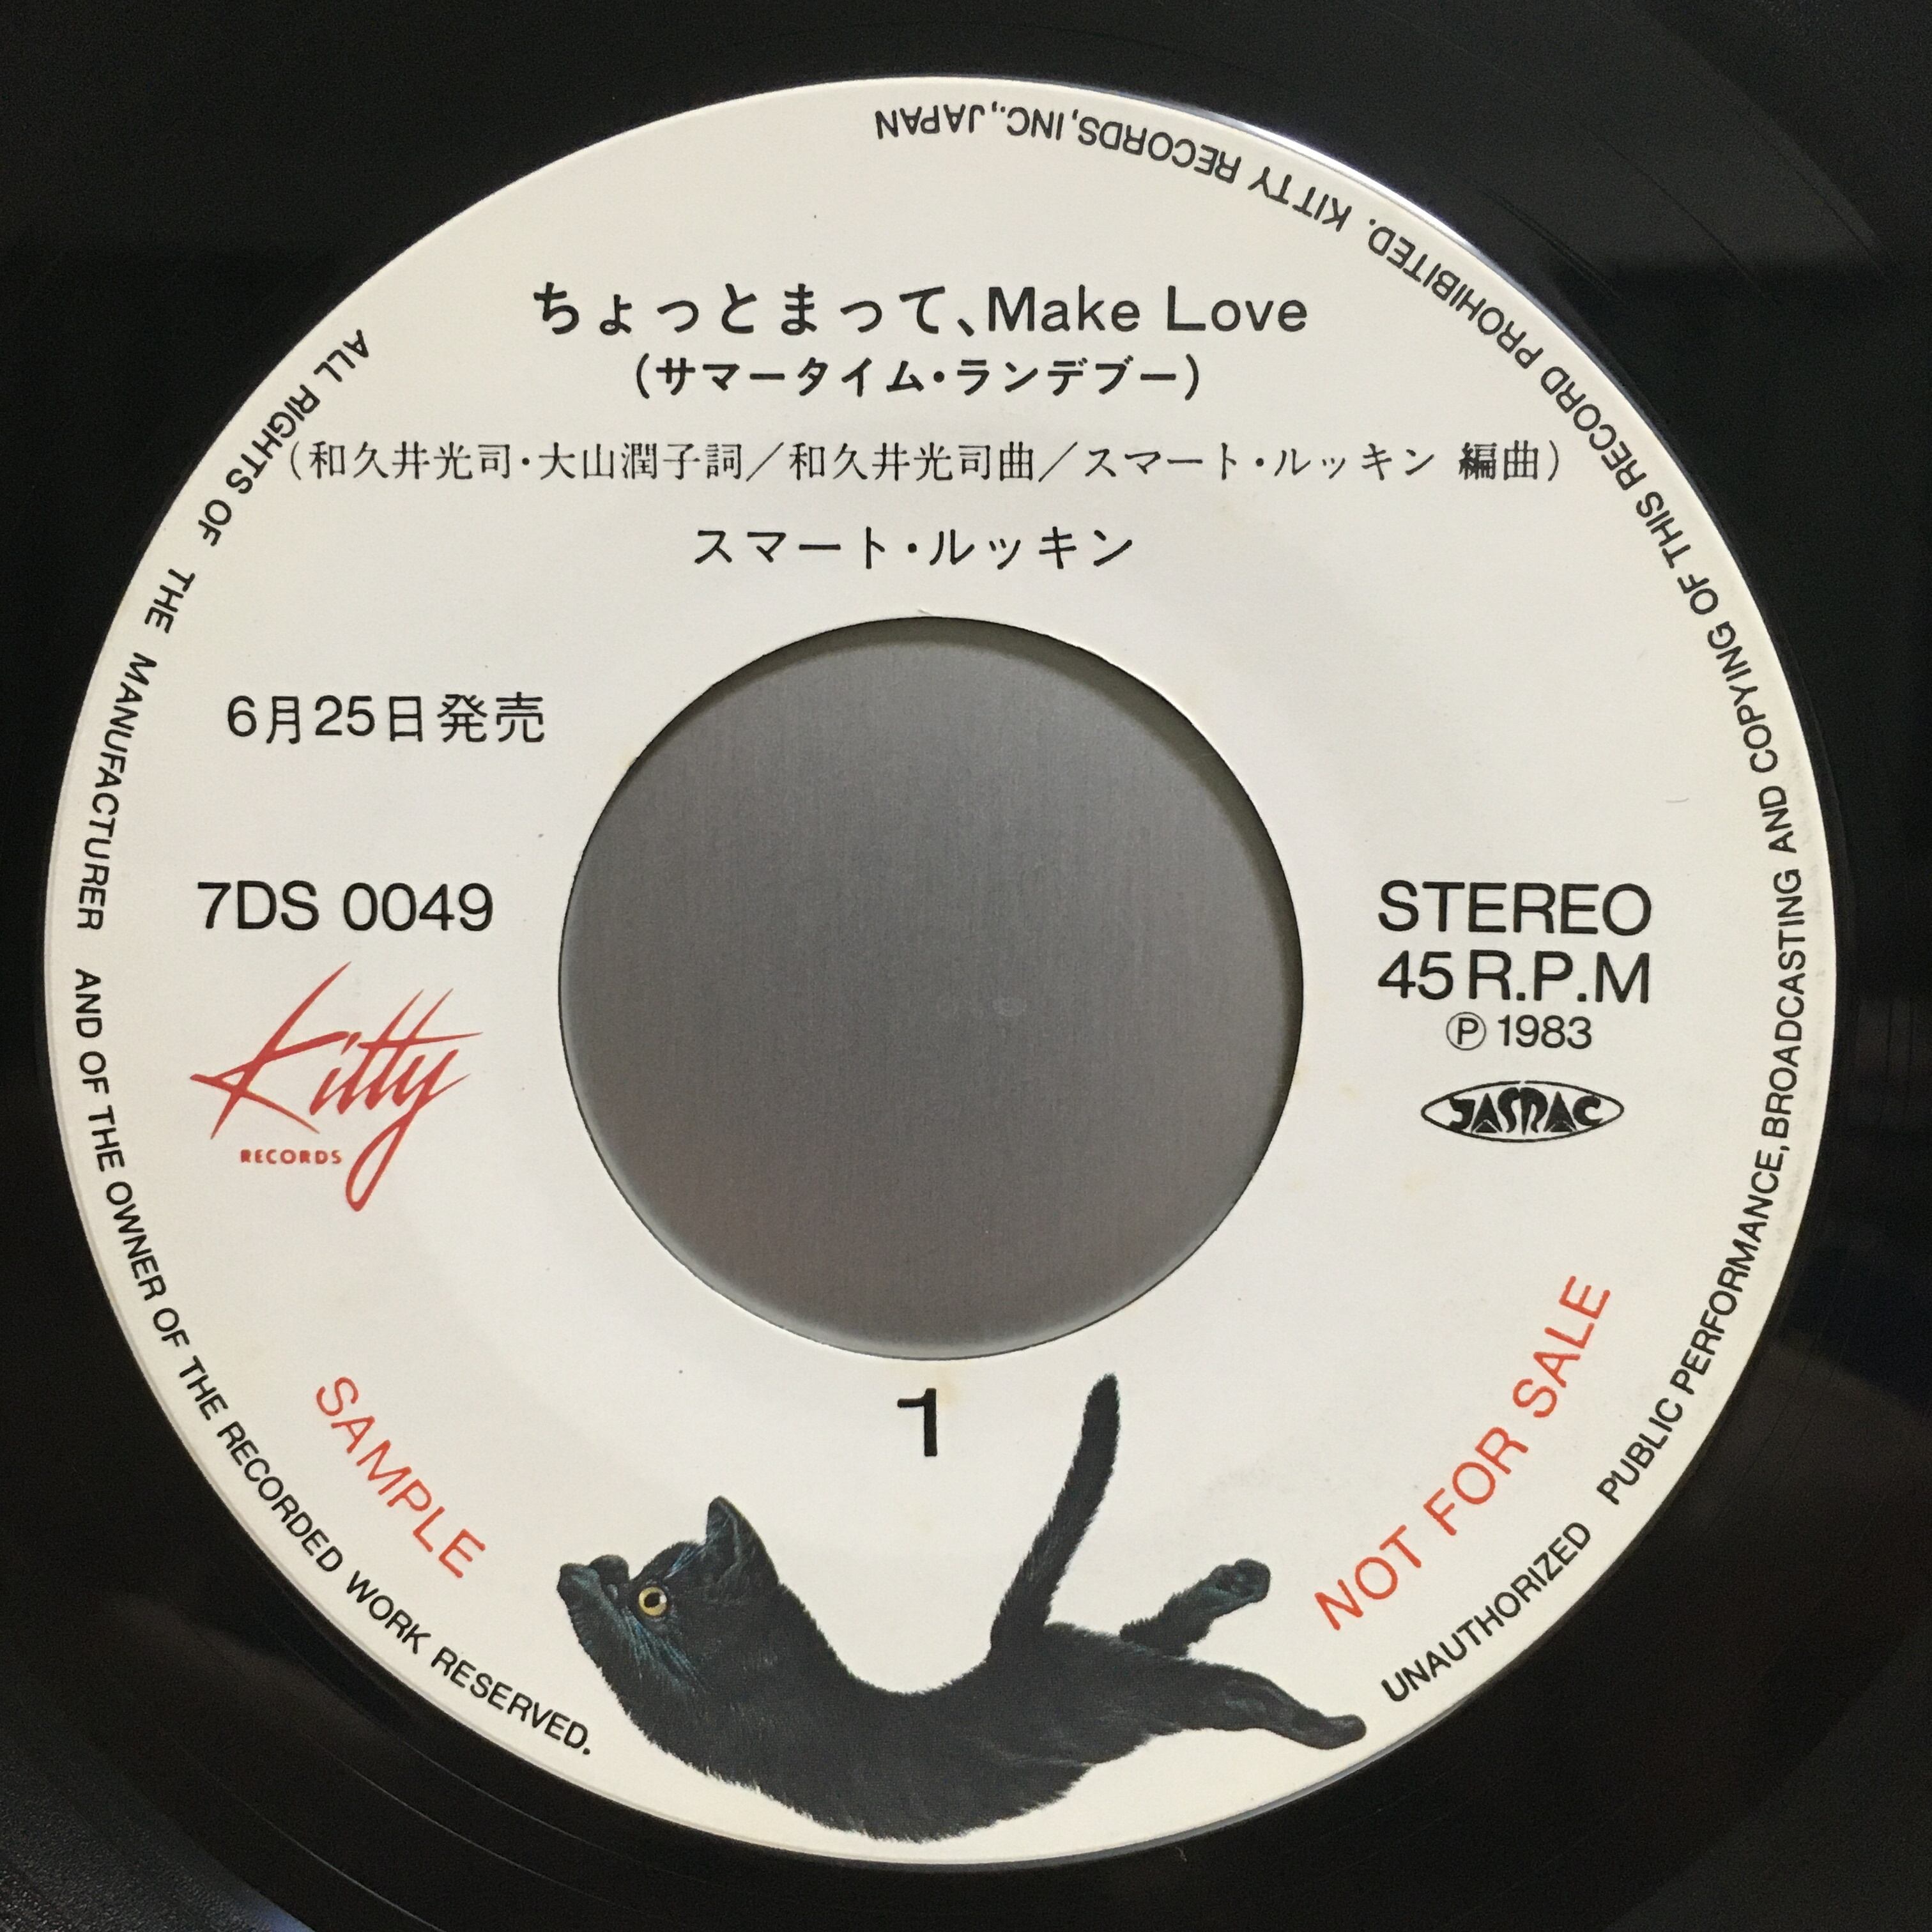 ちょっとまって、Make Love
(サマータイム・ランデブー)
(和久井光司・大山潤子詞/和久井光司曲/スマート・ルッキン 編曲)
スマート・ルッキン
6月25日発売
7DS 0049
Kitty
RECORDS
STEREO
45 R.P.M
Ⓟ 1983
JASRAC
1
SAMPLE
NOT FOR SALE
ALL RIGHTS OF THE MANUFACTURER AND OF THE OWNER OF THE RECORDED WORK RESERVED.
UNAUTHORIZED PUBLIC PERFORMANCE, BROADCASTING AND COPYING OF THIS RECORD PROHIBITED. KITTY RECORDS, INC., JAPAN